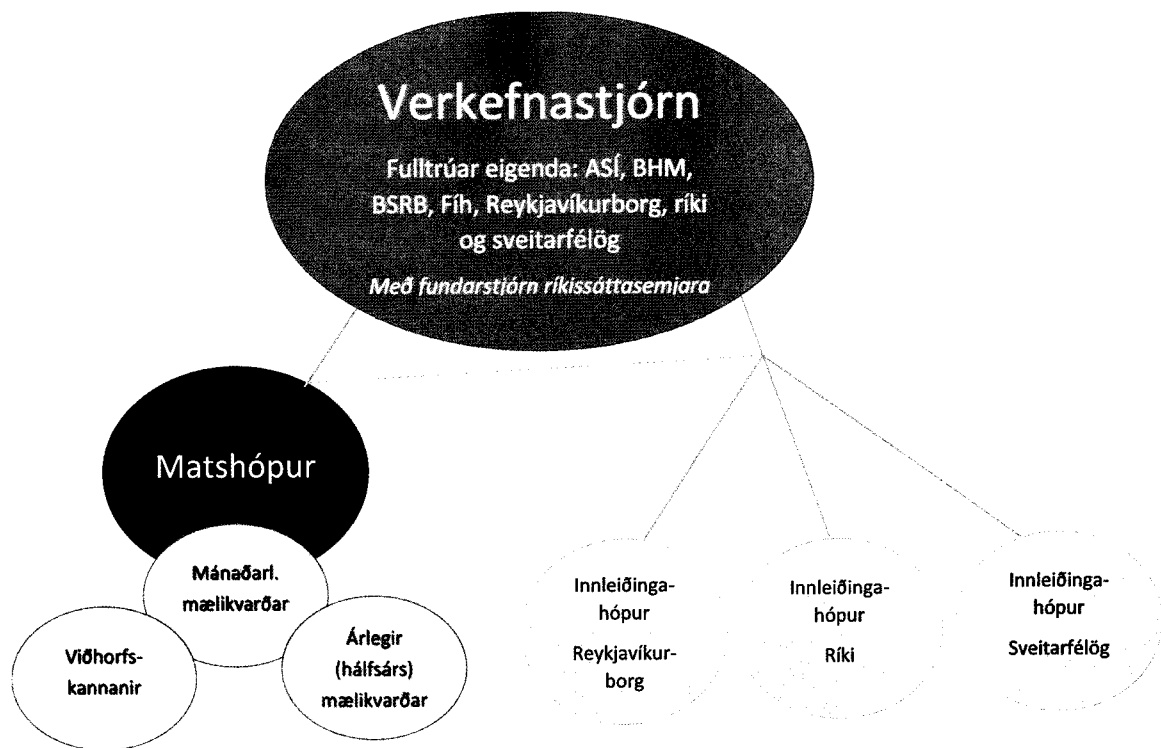 Verkefnastjórn
Fulltrúar eigenda: ASÍ, BHM,
BSRB, Fíh, Reykjavíkurborg, ríki
og sveitarfélög
Með fundarstjórn ríkissáttasemjara
Matshópur
Mánaðarl.
mælikvarðar
Viðhorfs-
kannanir
Árlegir
(hálfsárs)
mælikvarðar
Innleiðinga-
hópur
Reykjavíkur-
borg
Innleiðinga-
hópur
Ríki
Innleiðinga-
hópur
Sveitarfélög